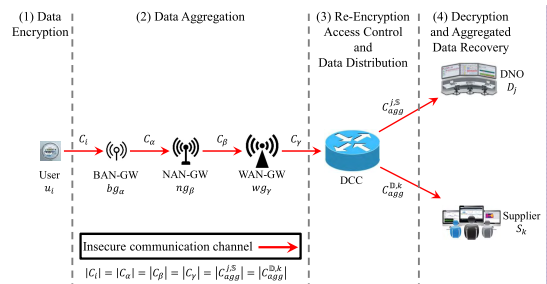 (1) Data
Encryption
(2) Data Aggregation
(3) Re-Encryption
Access Control
and
Data Distribution
(4) Decryption
and Aggregated
Data Recovery
DNO
D_j
C_agg^{j,𝕊}
C_i
C_α
C_β
C_γ
User
u_i
BAN-GW
bg_α
NAN-GW
ng_β
WAN-GW
wg_γ
DCC
C_agg^{𝔻,k}
Supplier
S_k
Insecure communication channel
|C_i| = |C_α| = |C_β| = |C_γ| = |C_agg^{j,𝕊}| = |C_agg^{𝔻,k}|